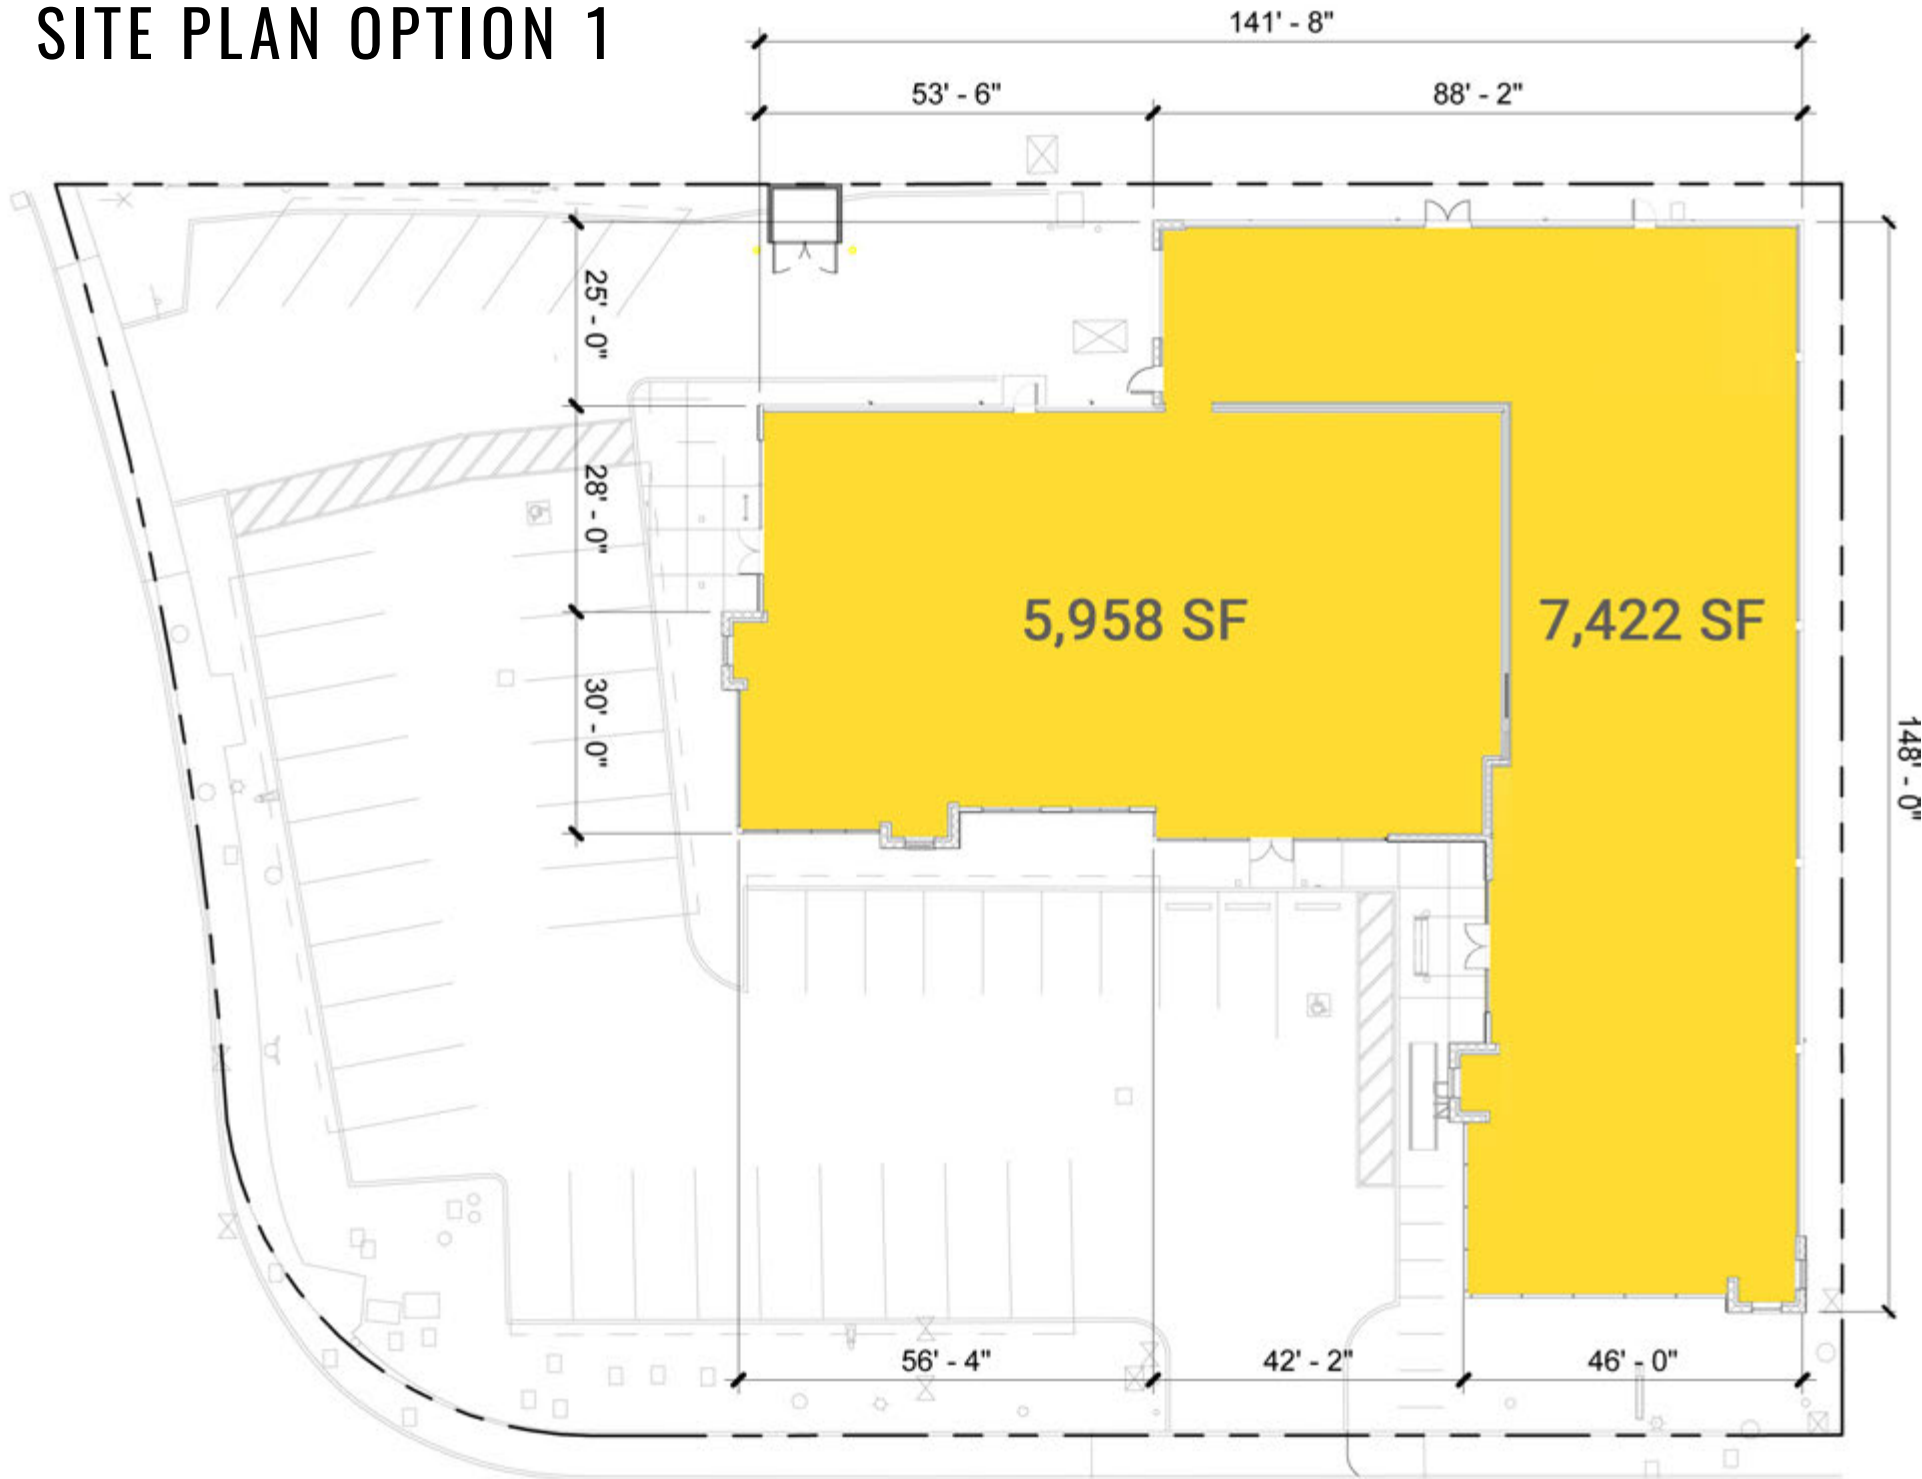 SITE PLAN OPTION 1
141' - 8"
53' - 6"
88' - 2"
25' - 0"
28' - 0"
30' - 0"
5,958 SF
7,422 SF
148' - 0"
56' - 4"
42' - 2"
46' - 0"